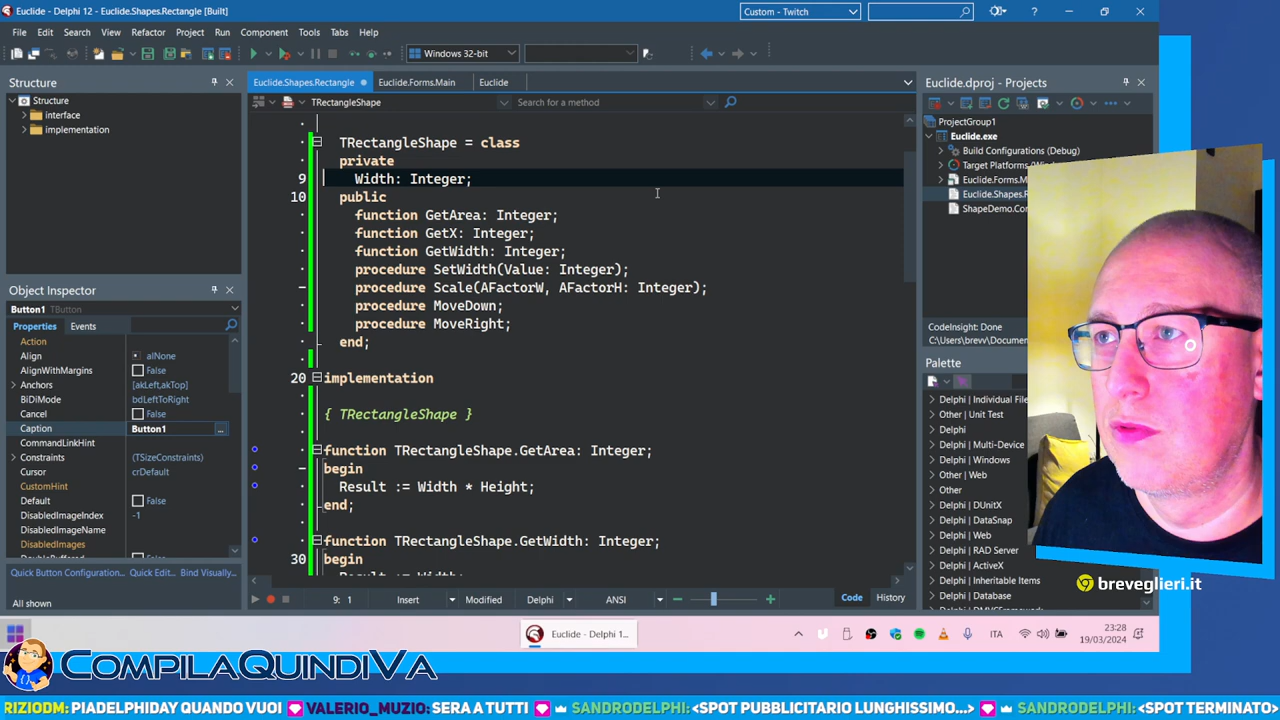 Euclide - Delphi 12 - Euclide.Shapes.Rectangle [Built]
Custom - Twitch
File Edit Search View Refactor Project Run Component Tools Tabs Help
Windows 32-bit
Structure
Structure
interface
implementation
Object Inspector
Button1 TButton
Properties Events
Action
Align alNone
AlignWithMargins False
Anchors [akLeft,akTop]
BiDiMode bdLeftToRight
Cancel False
Caption Button1 ...
CommandLinkHint
Constraints (TSizeConstraints)
Cursor crDefault
CustomHint
Default False
DisabledImageIndex -1
DisabledImageName
DisabledImages
Quick Button Configuration... Quick Edit... Bind Visually...
All shown
Euclide.Shapes.Rectangle Euclide.Forms.Main Euclide
TRectangleShape Search for a method
TRectangleShape = class
private
9 Width: Integer;
10 public
function GetArea: Integer;
function GetX: Integer;
function GetWidth: Integer;
procedure SetWidth(Value: Integer);
procedure Scale(AFactorW, AFactorH: Integer);
procedure MoveDown;
procedure MoveRight;
end;
20 implementation
{ TRectangleShape }
function TRectangleShape.GetArea: Integer;
begin
Result := Width * Height;
end;
function TRectangleShape.GetWidth: Integer;
30 begin
Result := Width;
9: 1 Insert Modified Delphi ANSI Code History
Euclide.dproj - Projects
ProjectGroup1
Euclide.exe
Build Configurations (Debug)
Target Platforms (Win
Euclide.Forms.M
Euclide.Shapes.R
ShapeDemo.Co
CodeInsight: Done
C:\Users\brevv\Docume
Palette
Delphi | Individual File
Other | Unit Test
Delphi
Delphi | Multi-Device
Delphi | Windows
Other | Web
Other
Delphi | DUnitX
Delphi | DataSnap
Delphi | Web
Delphi | RAD Server
Delphi | ActiveX
Delphi | Inheritable Items
Delphi | Database
breveglieri.it
Euclide - Delphi 1...
ITA
23:28
19/03/2024
COMPILAQUINDIVA
RIZIODM: PIADELPHIDAY QUANDO VUOI VALERIO_MUZIO: SERA A TUTTI SANDRODELPHI: <SPOT PUBBLICITARIO LUNGHISSIMO...> SANDRODELPHI: <SPOT TERMINATO>